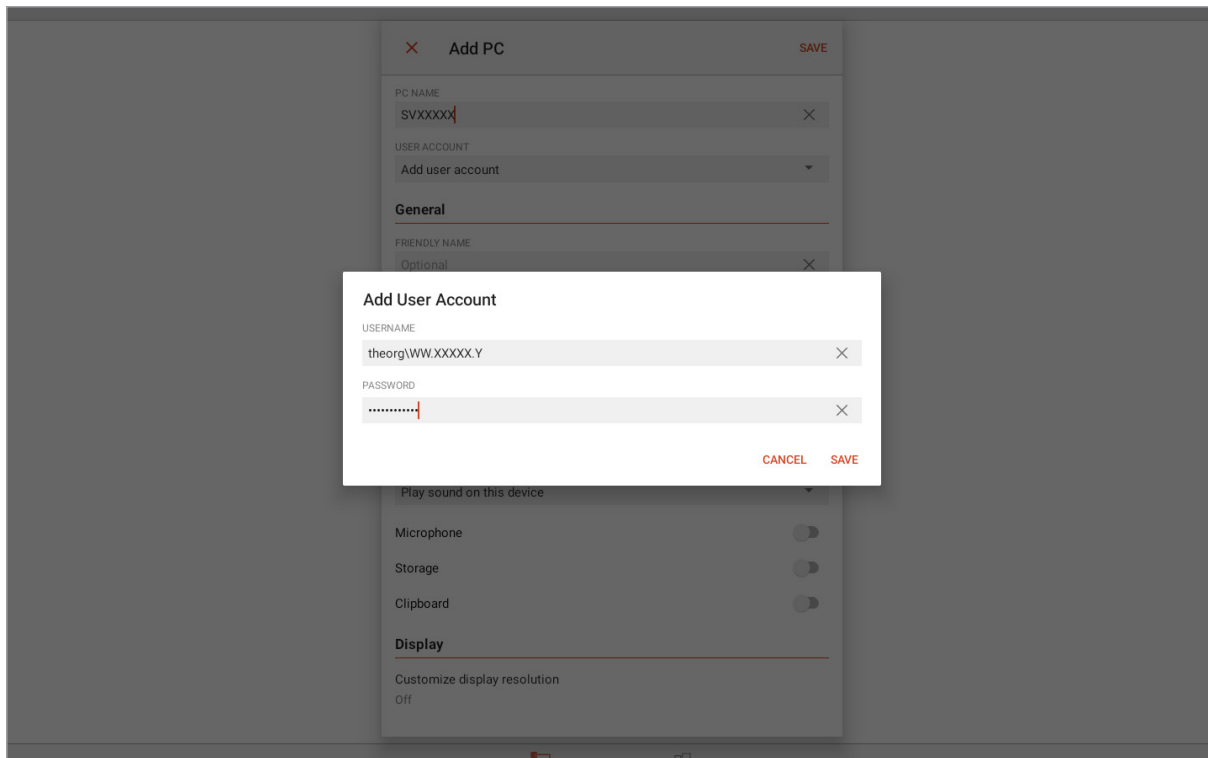 Add PC
SAVE
PC NAME
SVXXXXX
USER ACCOUNT
Add user account
General
FRIENDLY NAME
Optional
Add User Account
USERNAME
theorg\WW.XXXXX.Y
PASSWORD
••••••••••••
CANCEL SAVE
Play sound on this device
Microphone
Storage
Clipboard
Display
Customize display resolution
Off